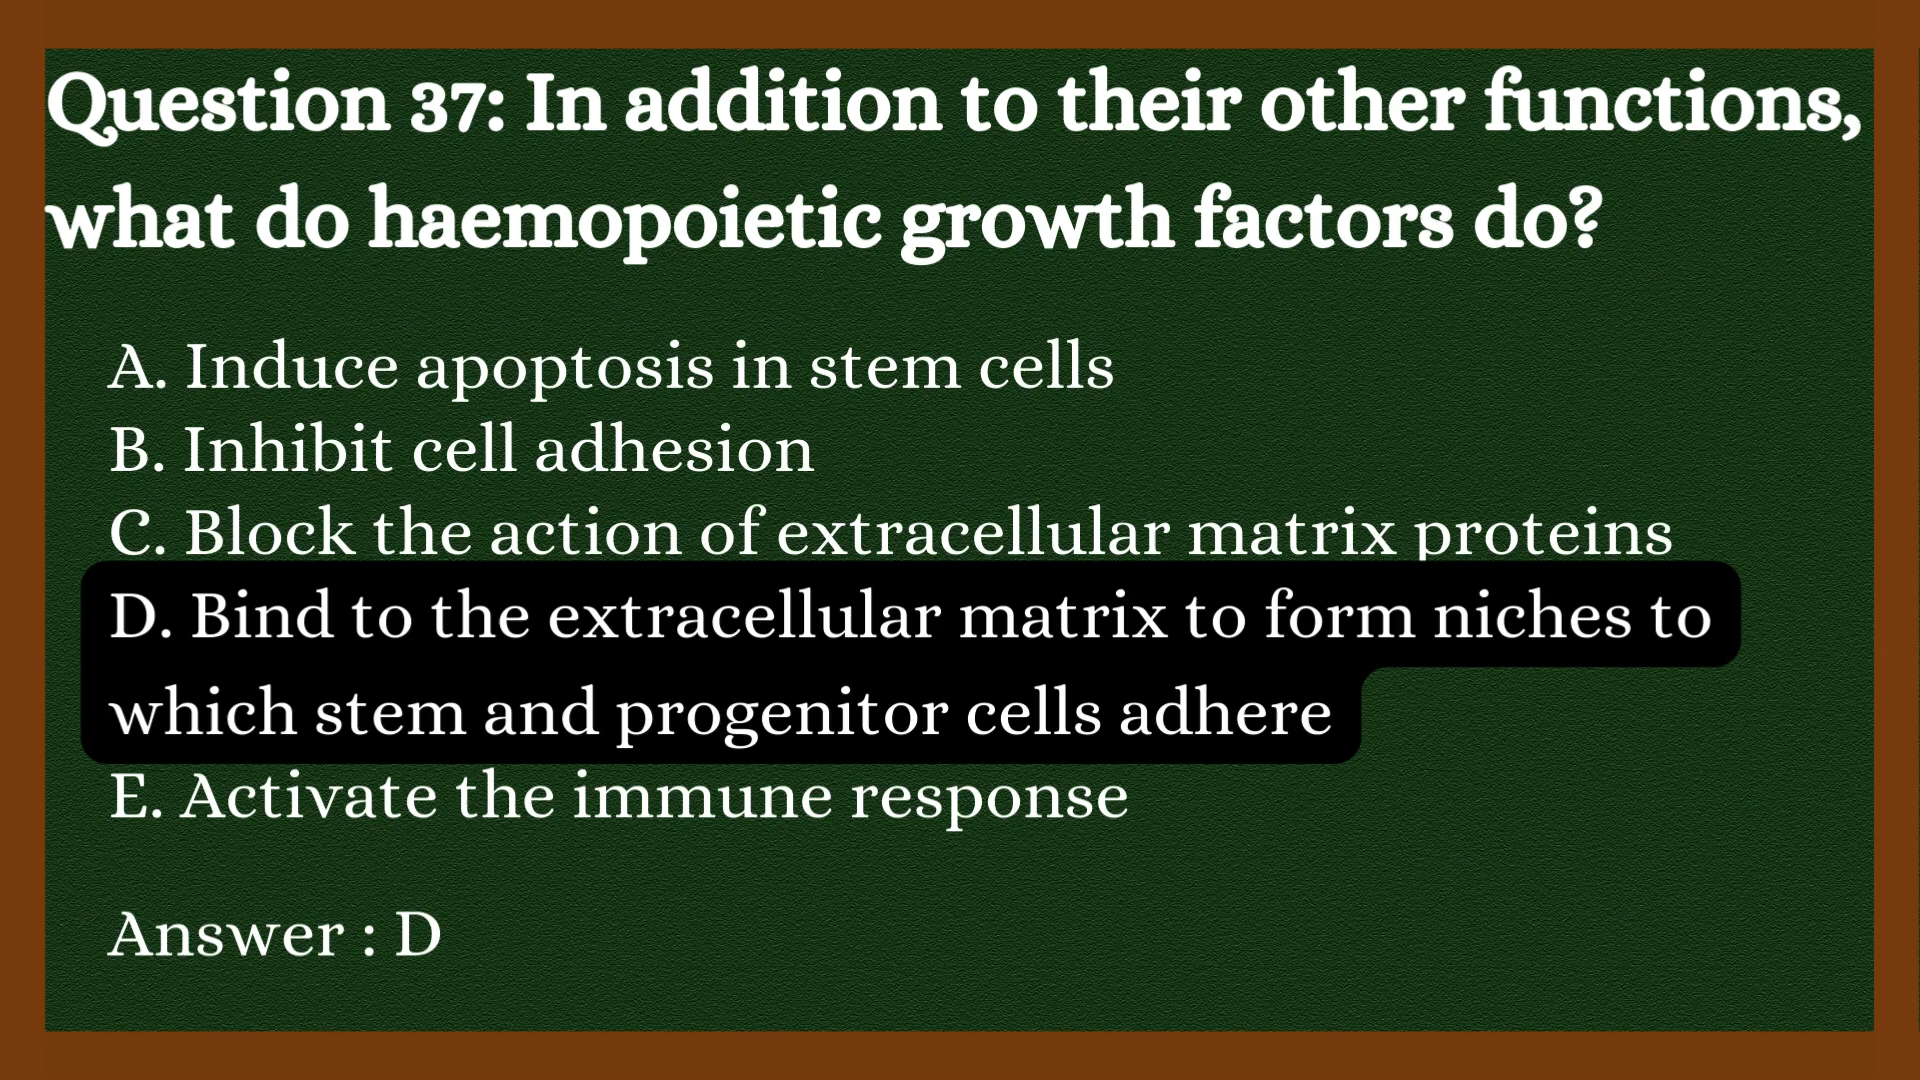 Question 37: In addition to their other functions,
what do haemopoietic growth factors do?
A. Induce apoptosis in stem cells
B. Inhibit cell adhesion
C. Block the action of extracellular matrix proteins
D. Bind to the extracellular matrix to form niches to
which stem and progenitor cells adhere
E. Activate the immune response
Answer : D